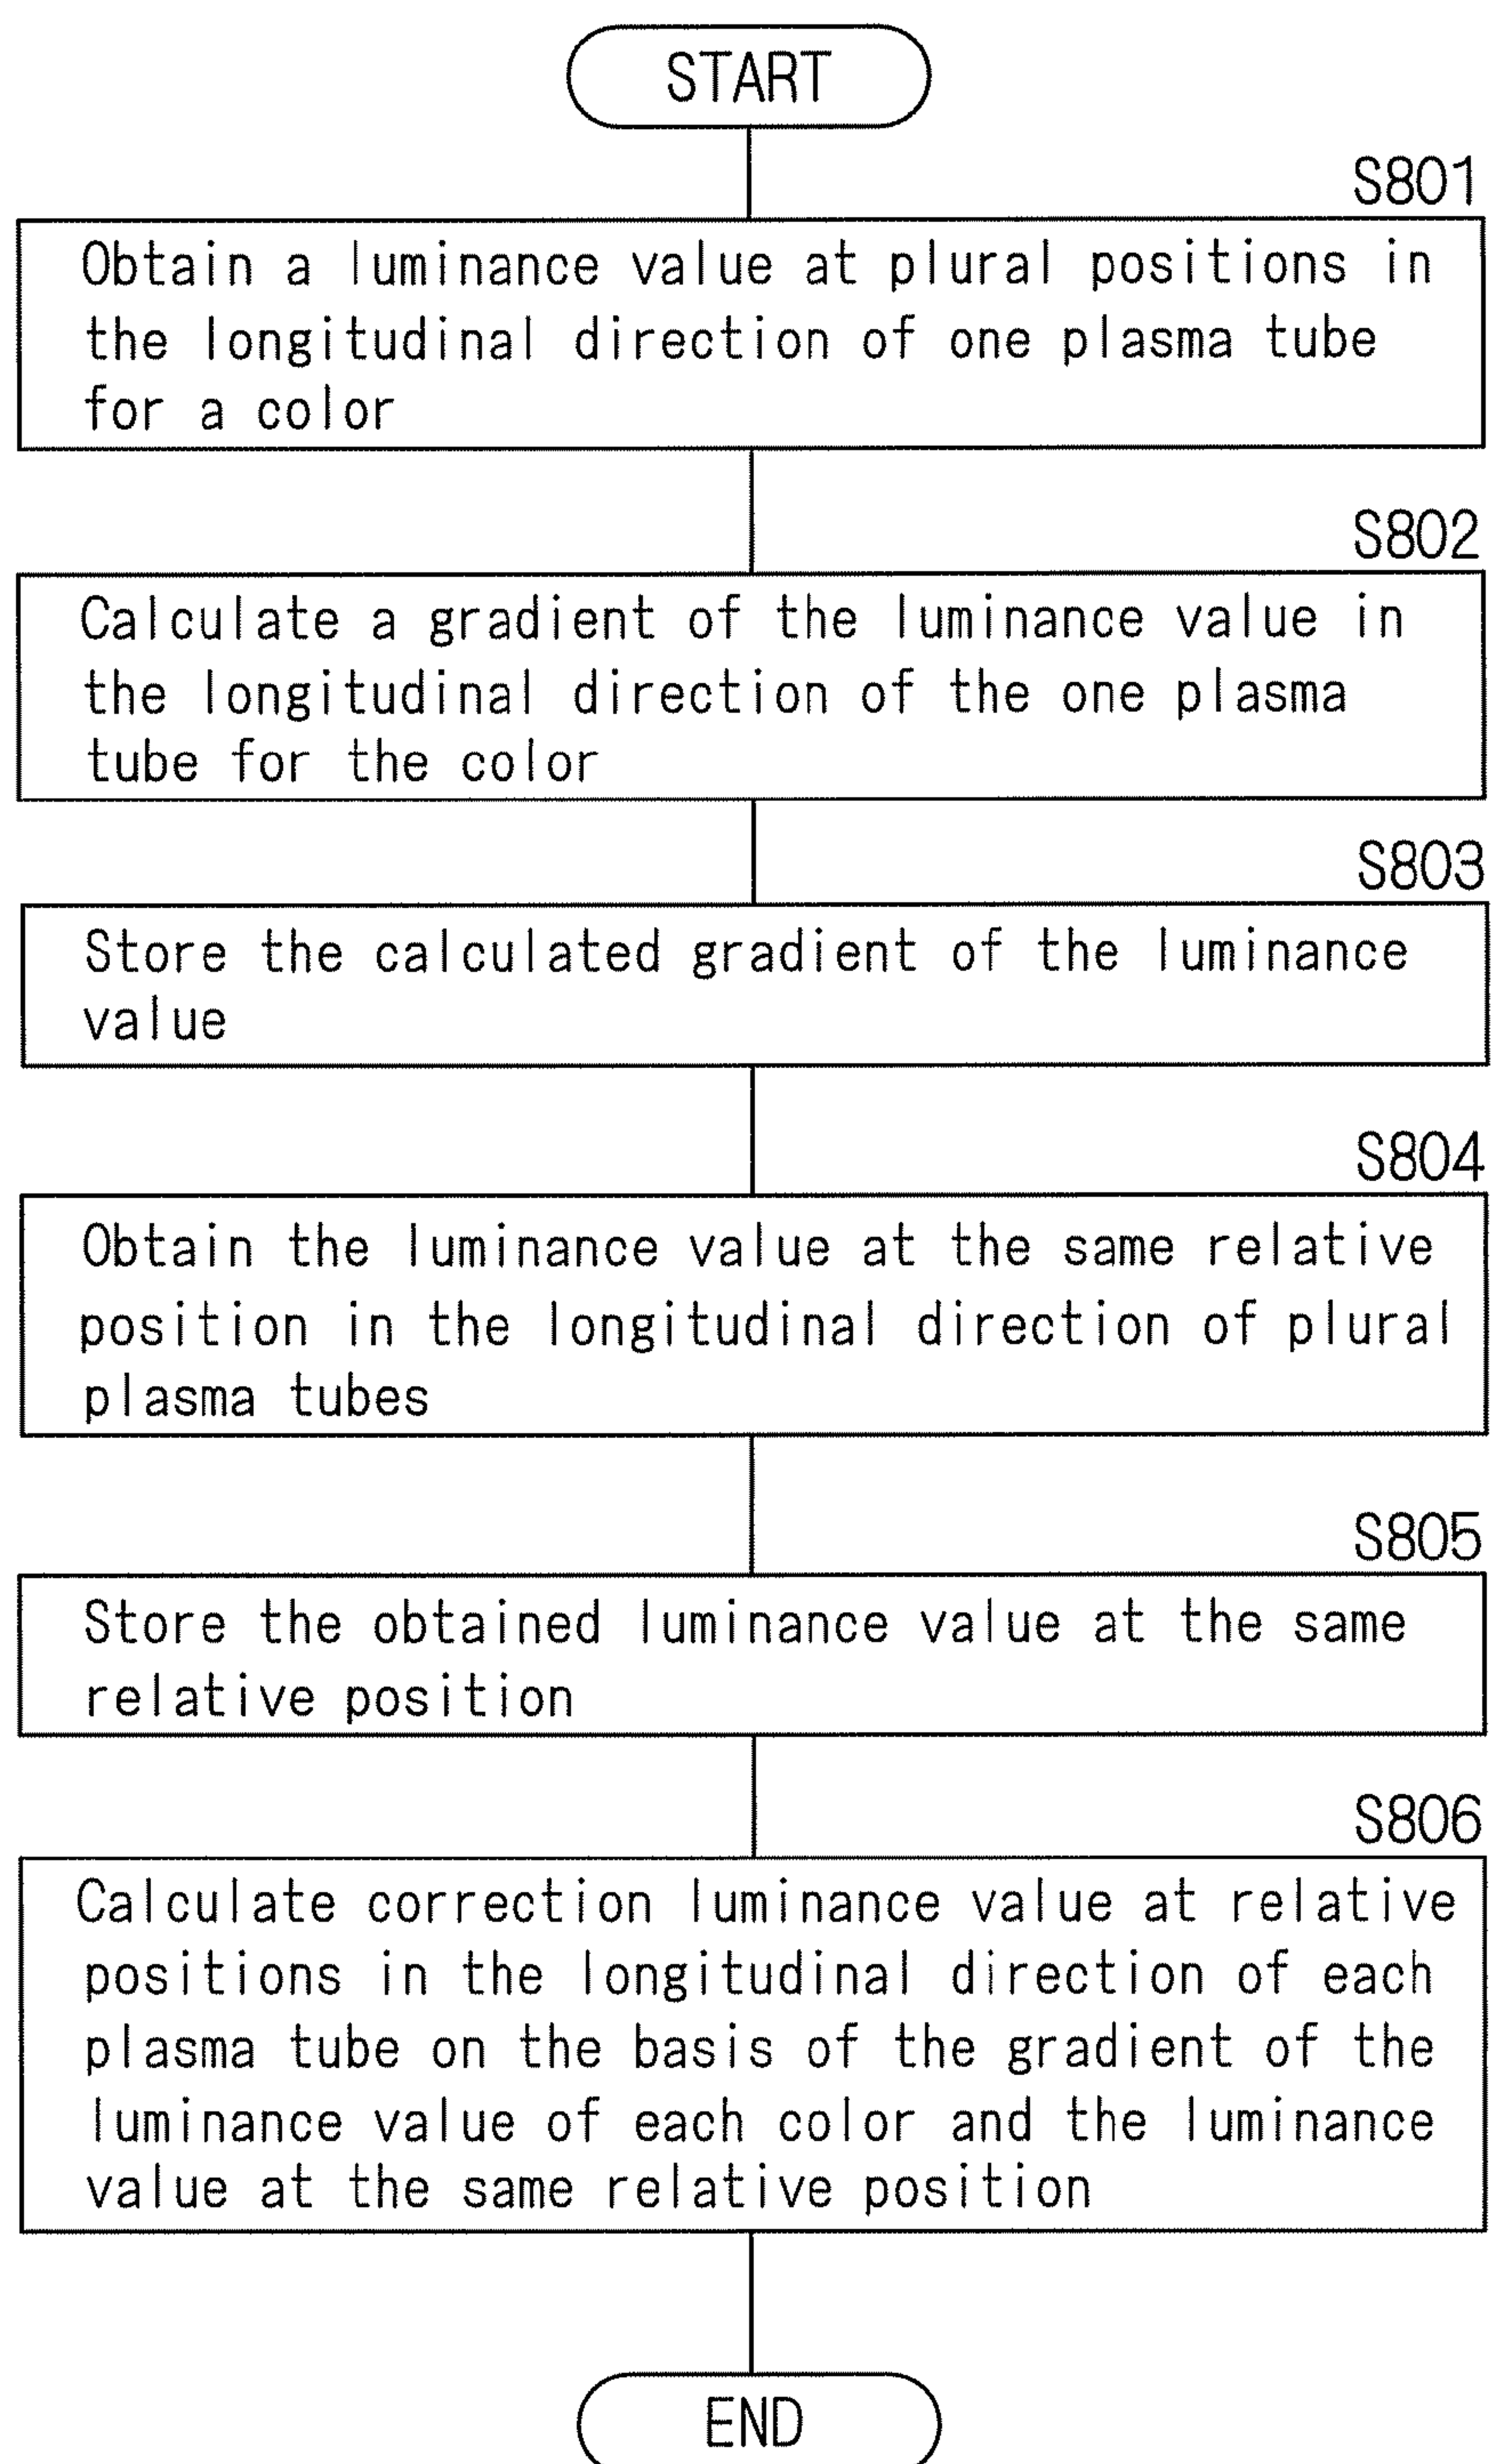 START
S801
Obtain a luminance value at plural positions in
the longitudinal direction of one plasma tube
for a color
S802
Calculate a gradient of the luminance value in
the longitudinal direction of the one plasma
tube for the color
S803
Store the calculated gradient of the luminance
value
S804
Obtain the luminance value at the same relative
position in the longitudinal direction of plural
plasma tubes
S805
Store the obtained luminance value at the same
relative position
S806
Calculate correction luminance value at relative
positions in the longitudinal direction of each
plasma tube on the basis of the gradient of the
luminance value of each color and the luminance
value at the same relative position
END